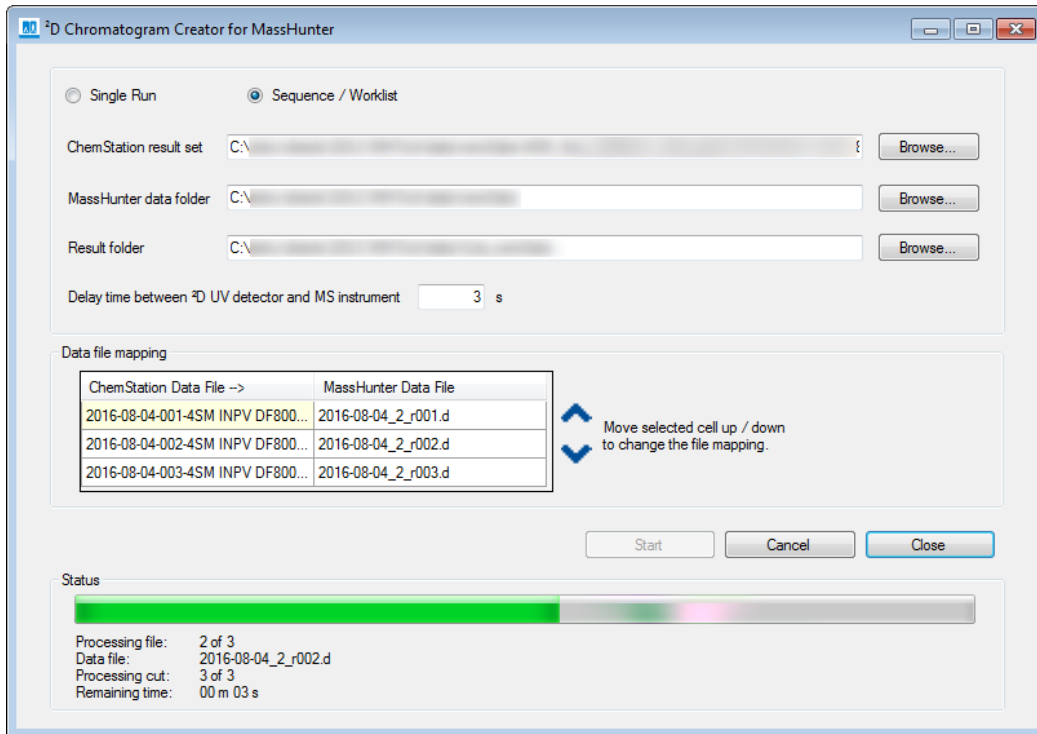 ²D Chromatogram Creator for MassHunter
Single Run Sequence / Worklist
ChemStation result set C:\ Browse...
MassHunter data folder C:\ Browse...
Result folder C:\ Browse...
Delay time between ²D UV detector and MS instrument 3 s
Data file mapping
ChemStation Data File --> MassHunter Data File
2016-08-04-001-4SM INPV DF800... 2016-08-04_2_r001.d
2016-08-04-002-4SM INPV DF800... 2016-08-04_2_r002.d
2016-08-04-003-4SM INPV DF800... 2016-08-04_2_r003.d
Move selected cell up / down
to change the file mapping.
Start Cancel Close
Status
Processing file: 2 of 3
Data file: 2016-08-04_2_r002.d
Processing cut: 3 of 3
Remaining time: 00 m 03 s